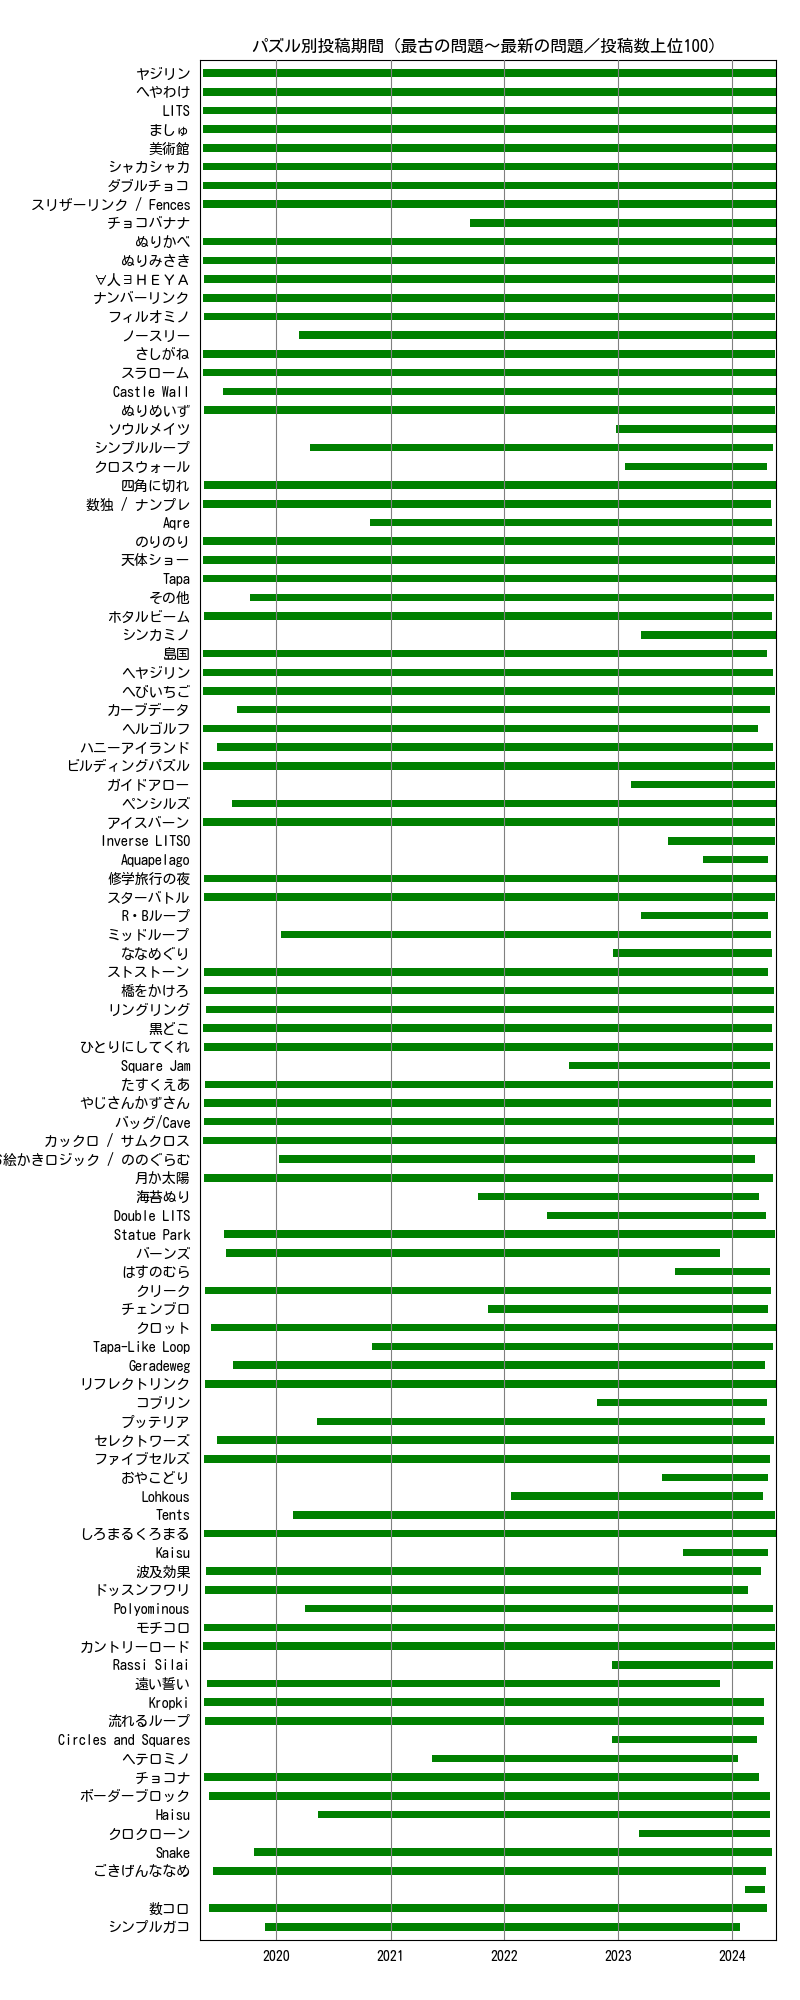 パズル別投稿期間（最古の問題～最新の問題／投稿数上位100）
ヤジリン
へやわけ
LITS
ましゅ
美術館
シャカシャカ
ダブルチョコ
スリザーリンク / Fences
チョコバナナ
ぬりかべ
ぬりみさき
∀人∃ＨＥＹＡ
ナンバーリンク
フィルオミノ
ノースリー
さしがね
スラローム
Castle Wall
ぬりめいず
ソウルメイツ
シンプルループ
クロスウォール
四角に切れ
数独 / ナンプレ
Aqre
のりのり
天体ショー
Tapa
その他
ホタルビーム
シンカミノ
島国
ヘヤジリン
へびいちご
カーブデータ
ヘルゴルフ
ハニーアイランド
ビルディングパズル
ガイドアロー
ペンシルズ
アイスバーン
Inverse LITSO
Aquapelago
修学旅行の夜
スターバトル
R・Bループ
ミッドループ
ななめぐり
ストストーン
橋をかけろ
リングリング
黒どこ
ひとりにしてくれ
Square Jam
たすくえあ
やじさんかずさん
バッグ/Cave
カックロ / サムクロス
お絵かきロジック / ののぐらむ
月か太陽
海苔ぬり
Double LITS
Statue Park
バーンズ
はすのむら
クリーク
チェンブロ
クロット
Tapa-Like Loop
Geradeweg
リフレクトリンク
コブリン
プッテリア
セレクトワーズ
ファイブセルズ
おやこどり
Lohkous
Tents
しろまるくろまる
Kaisu
波及効果
ドッスンフワリ
Polyominous
モチコロ
カントリーロード
Rassi Silai
遠い誓い
Kropki
流れるループ
Circles and Squares
ヘテロミノ
チョコナ
ボーダーブロック
Haisu
クロクローン
Snake
ごきげんななめ
数コロ
シンプルガコ
2020 2021 2022 2023 2024